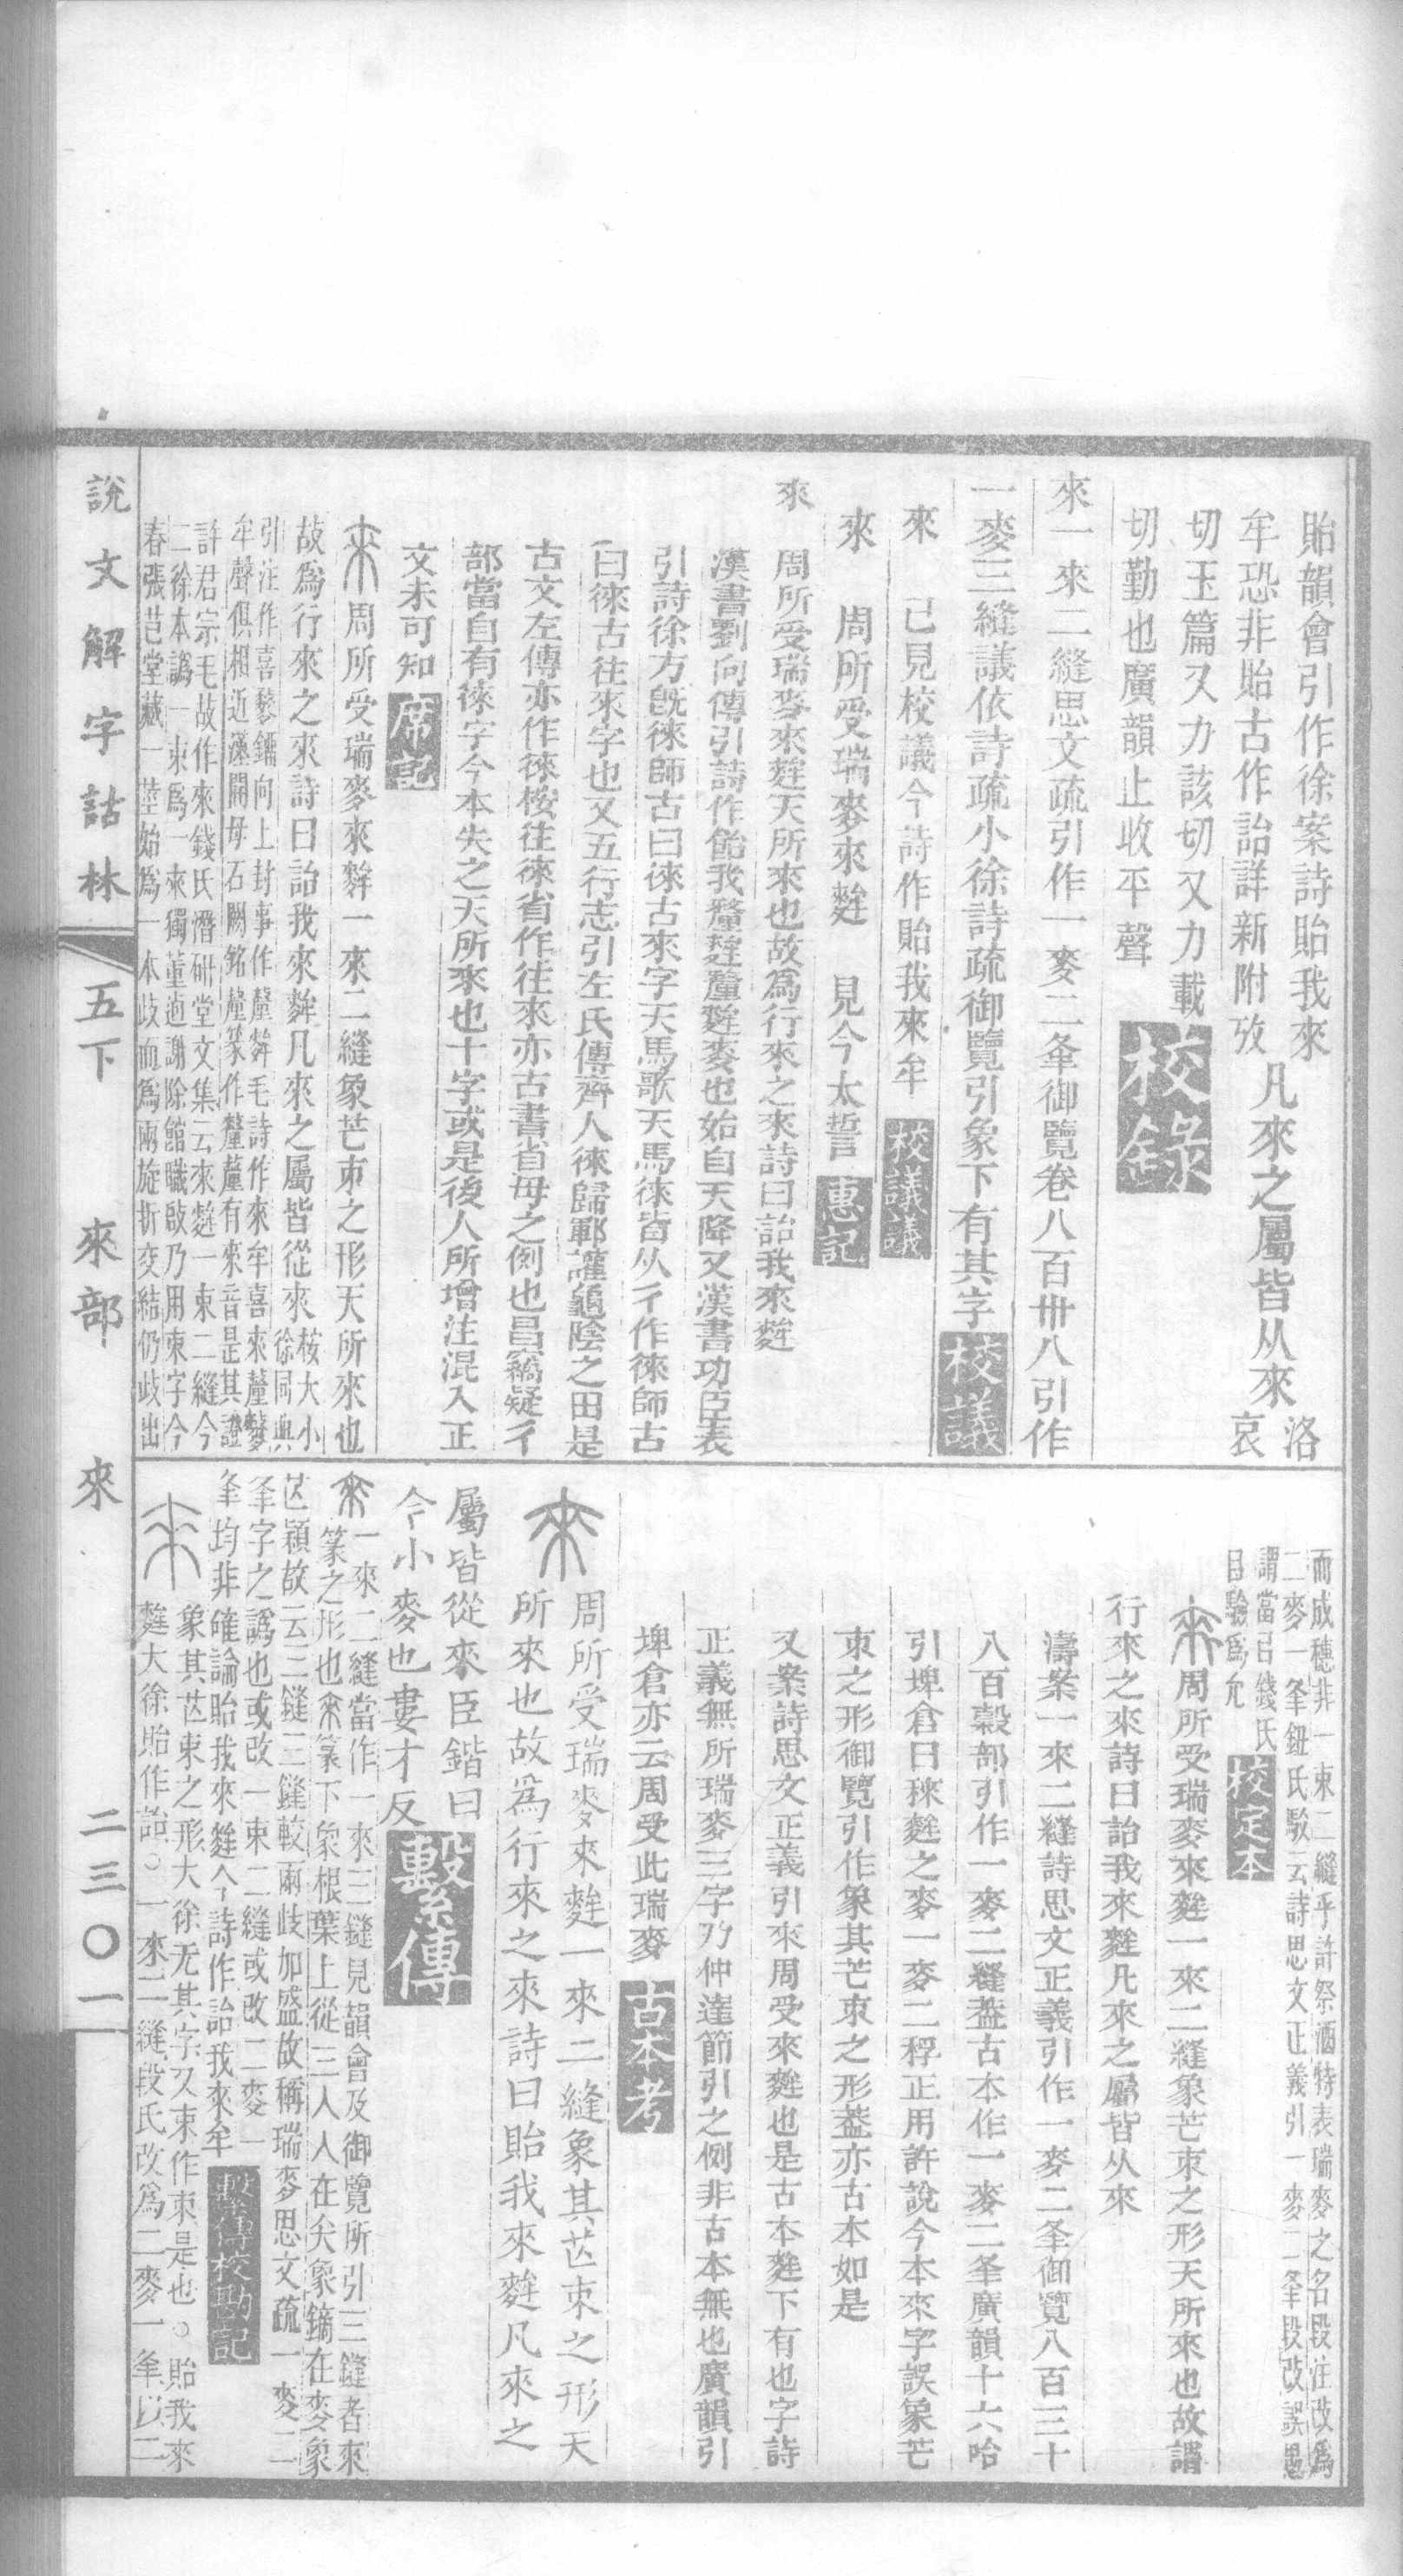 貽韻會引作徐案詩貽我來
牟恐非貽古作詒詳新附攷
凡來之屬皆从來
洛
哀
切玉篇又力該切又力載
切勤也廣韻止收平聲
校錄
來一來二縫思文疏引作一麥二夆御覽卷八百卅八引作
一麥三縫議依詩疏小徐詩疏御覽引象下有其字
校議
來
已見校議今詩作貽我來牟
校議議
來
周所受瑞麥來麰
見今太誓
惠記
來
周所受瑞麥來麰天所來也故爲行來之來詩曰詒我來麰
漢書劉向傳引詩作飴我釐麰釐麰麥也始自天降又漢書功臣表
引詩徐方旣徠師古曰徠古來字天馬歌天馬徠皆从彳作徠師古
曰徠古往來字也又五行志引左氏傳齊人徠歸鄆讙龜陰之田是
古文左傳亦作徠桉往徠省作往來亦古書省毋之例也昌竊疑彳
部當自有徠字今本失之天所來也十字或是後人所增注混入正
文未可知
席記
來周所受瑞麥來麰一來二縫象芒朿之形天所來也
故爲行來之來詩曰詒我來麰凡來之屬皆從來
桉大小
徐同與
引注作喜黎鑼向上封事作釐麰毛詩作來牟喜來釐嫠
牟聲俱相近漢開母石闕銘釐象作釐釐有來音是其證
許君宗毛故作來錢氏潛硏堂文集云來麰一朿二縫今
二徐本譌一朿爲一來獨董逌謝除館職啟乃用朿字今
春張芑堂藏一莖始爲一本歧而爲兩旋折交結仍歧出
而成穗非一朿二縫乎許祭酒特表瑞麥之名段注改爲
二麥一夆鈕氏駁云詩思文正義引一麥二夆段改誤愚
謂當曰錢氏
目驗爲允
校定本
來周所受瑞麥來麰一來二縫象芒朿之形天所來也故謂
行來之來詩曰詒我來麰凡來之屬皆从來
濤案一來二縫詩思文正義引作一麥二夆御覽八百三十
八百穀部引作一麥二縫葢古本作一麥二夆廣韻十六咍
引埤倉曰秾麰之麥一麥二稃正用許說今本來字誤象芒
朿之形御覽引作象其芒朿之形葢亦古本如是
又案詩思文正義引來周受來麰也是古本麰下有也字詩
正義無所瑞麥三字乃仲達節引之例非古本無也廣韻引
埤倉亦云周受此瑞麥
古本考
來
周所受瑞麥來麰一來二縫象其芒朿之形天
所來也故爲行來之來詩曰貽我來麰凡來之
屬皆從來臣鍇曰
今小麥也婁才反
繫傳
來一來二縫當作一來三縫見韻會及御覽所引三縫者來
篆之形也來篆下象根葉上從三人人在矢象鏑在麥象
芒穎故云三縫三縫較兩歧加盛故稱瑞麥思文疏一麥二
夆字之譌也或改一朿二縫或改二麥一
夆均非確論貽我來麰今詩作詒我來牟
繫傳校勘記
來
象其芒朿之形大徐无其字又束作朿是也○貽我來
麰大徐貽作詒○一來二縫段氏改爲二麥一夆以二
說文解字詁林
五下
來部
來
二三〇一